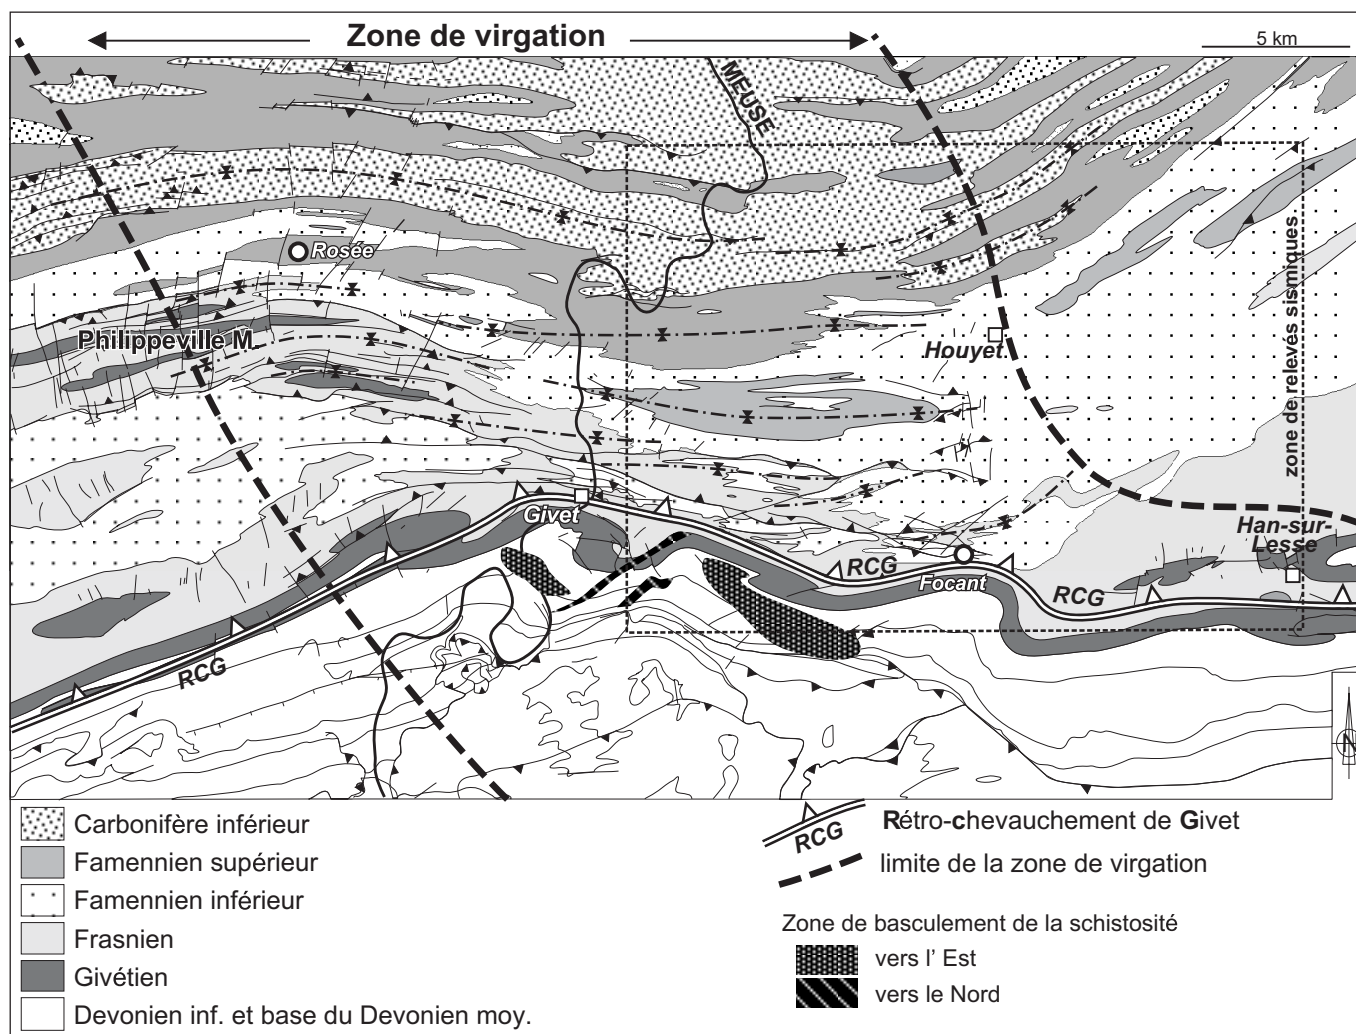 Zone de virgation
5 km
MEUSE
Rosée
Philippeville M.
Houyet
zone de relevés sismiques
Givet
Han-sur-
Lesse
RCG
Focant
RCG
RCG
N
Carbonifère inférieur
Famennien supérieur
Famennien inférieur
Frasnien
Givétien
Devonien inf. et base du Devonien moy.
RCG
Rétro-chevauchement de Givet
limite de la zone de virgation
Zone de basculement de la schistosité
vers l' Est
vers le Nord